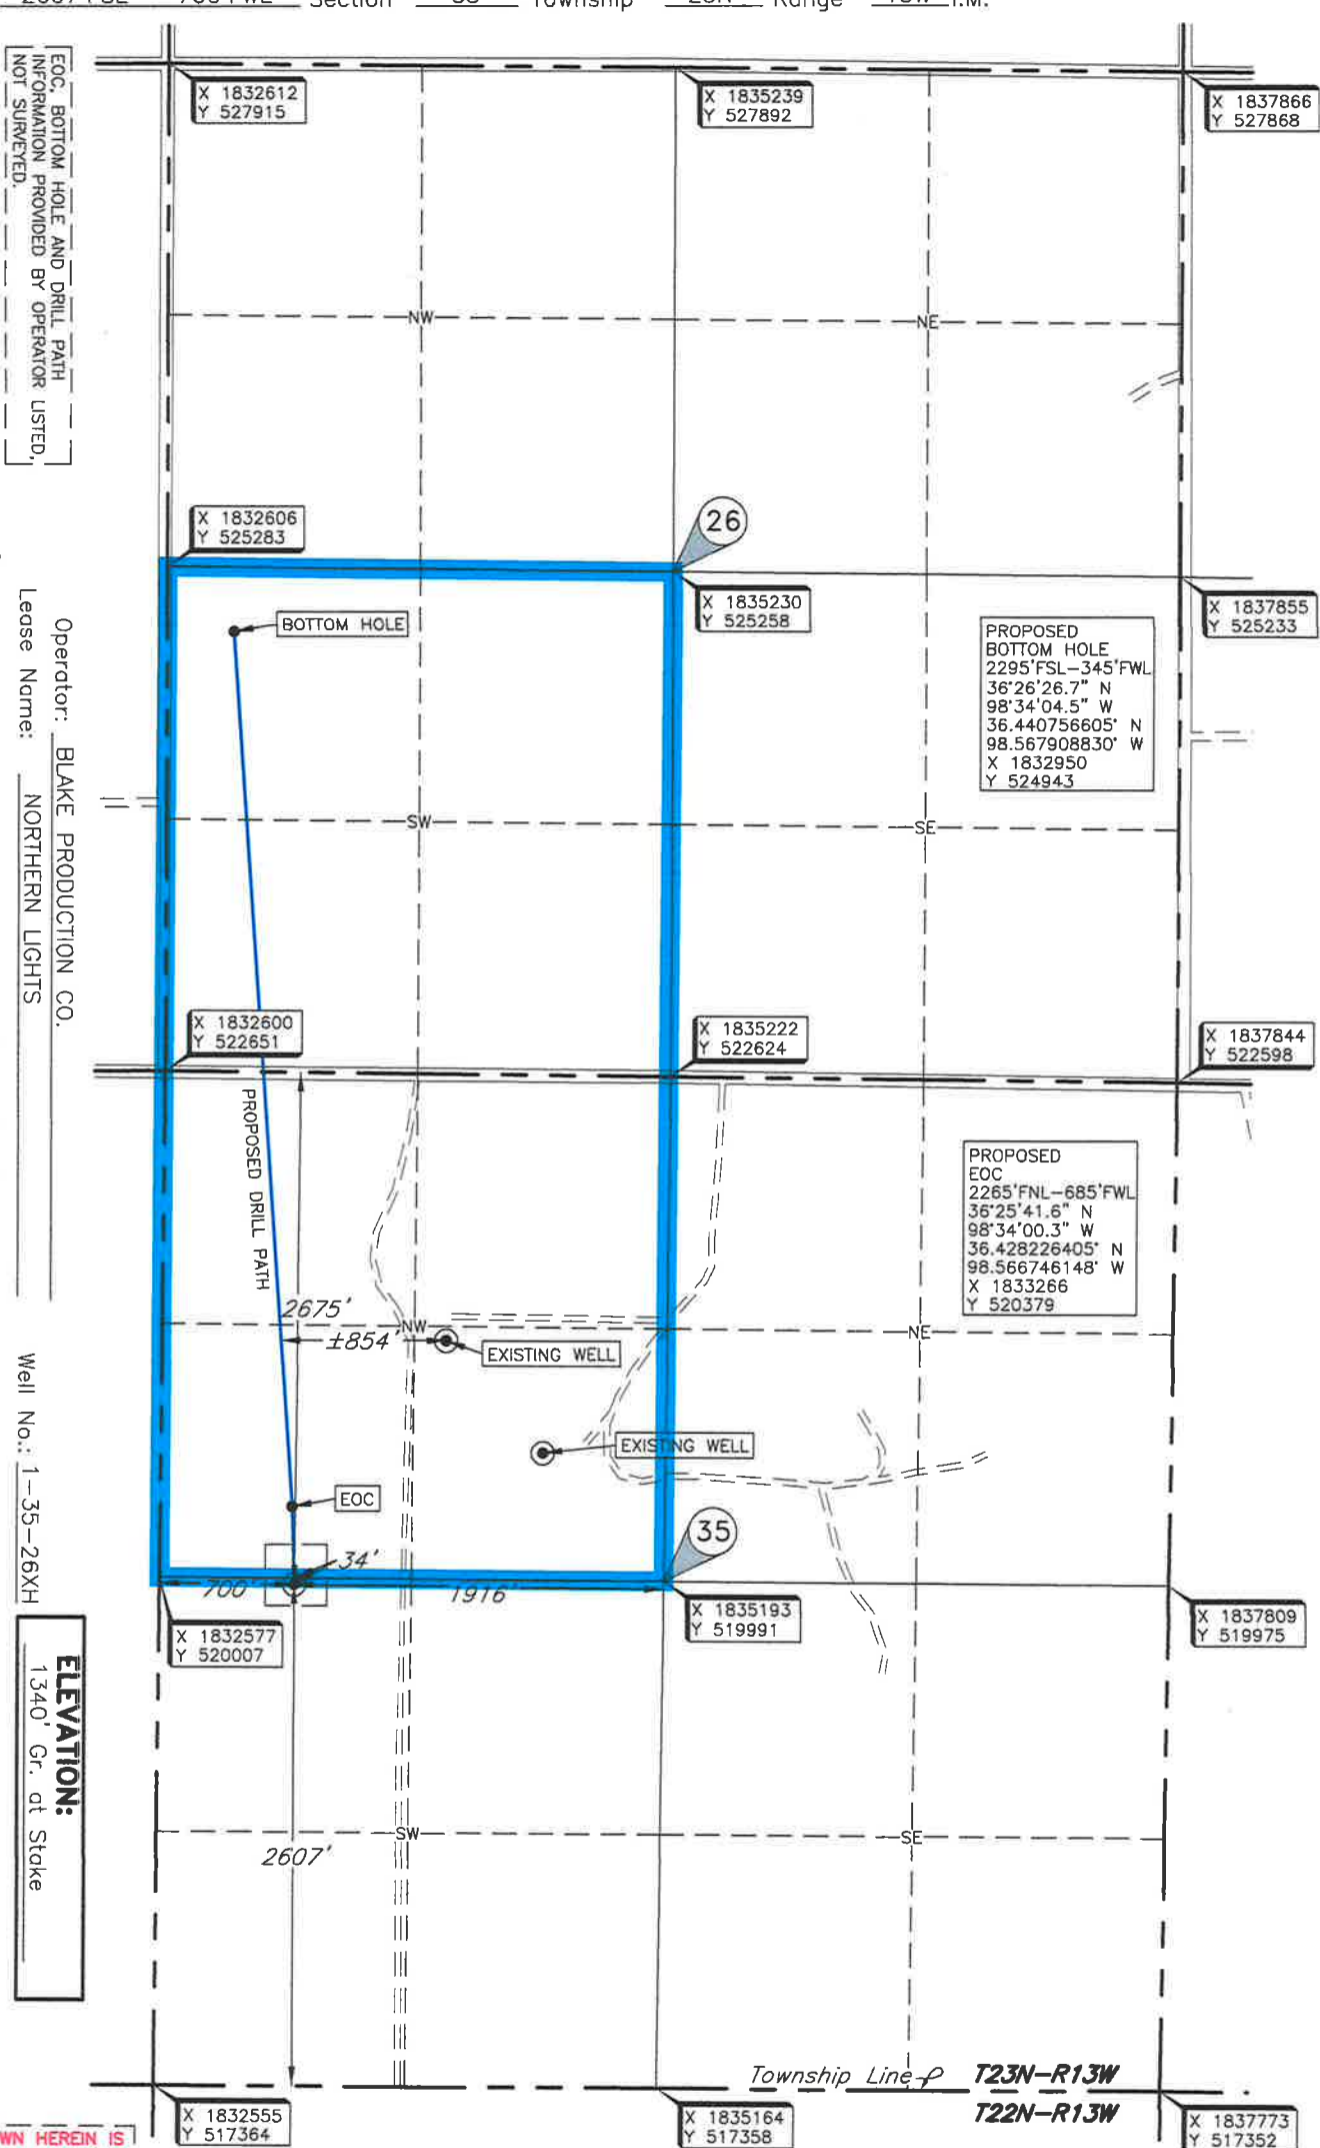 Section
Range
I.M.
EOC, BOTTOM HOLE AND DRILL PATH
INFORMATION PROVIDED BY OPERATOR LISTED,
NOT SURVEYED.
X 1832612
Y 527915
X 1835239
Y 527892
X 1837866
Y 527868
NW
NE
X 1832606
Y 525283
26
X 1835230
Y 525258
X 1837855
Y 525233
BOTTOM HOLE
PROPOSED
BOTTOM HOLE
2295'FSL-345'FWL
36°26'26.7" N
98°34'04.5" W
36.440756605° N
98.567908830° W
X 1832950
Y 524943
Operator: BLAKE PRODUCTION CO.
Lease Name: NORTHERN LIGHTS
Well No.: 1-35-26XH
SW
SE
X 1832600
Y 522651
X 1835222
Y 522624
X 1837844
Y 522598
PROPOSED DRILL PATH
PROPOSED
EOC
2265'FNL-685'FWL
36°25'41.6" N
98°34'00.3" W
36.428226405° N
98.566746148° W
X 1833266
Y 520379
2675'
NW
NE
±854'
EXISTING WELL
EXISTING WELL
EOC
35
34'
700'
1916'
X 1832577
Y 520007
X 1835193
Y 519991
X 1837809
Y 519975
ELEVATION:
1340' Gr. at Stake
SW
SE
2607'
Township Line
T23N-R13W
T22N-R13W
X 1832555
Y 517364
X 1835164
Y 517358
X 1837773
Y 517352
WN HEREIN IS